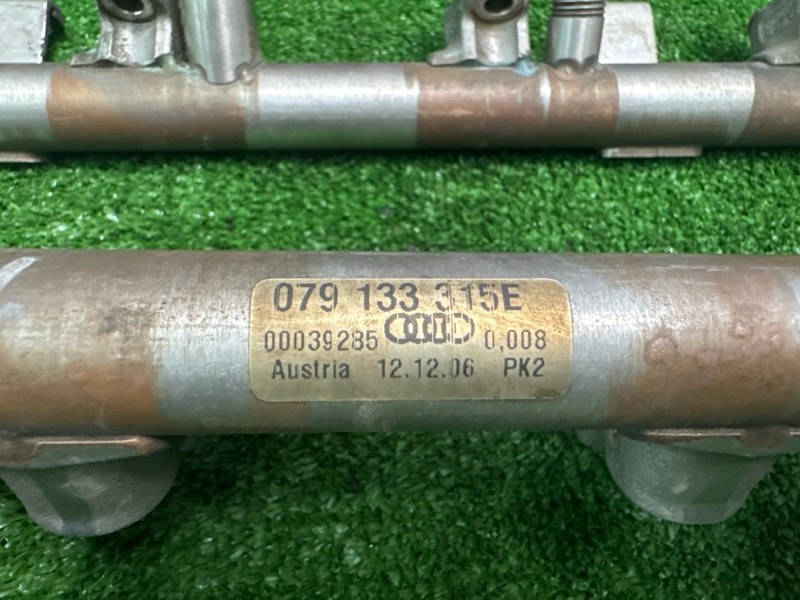 079 133 315E
00039285 0,008
Austria 12.12.06 PK2